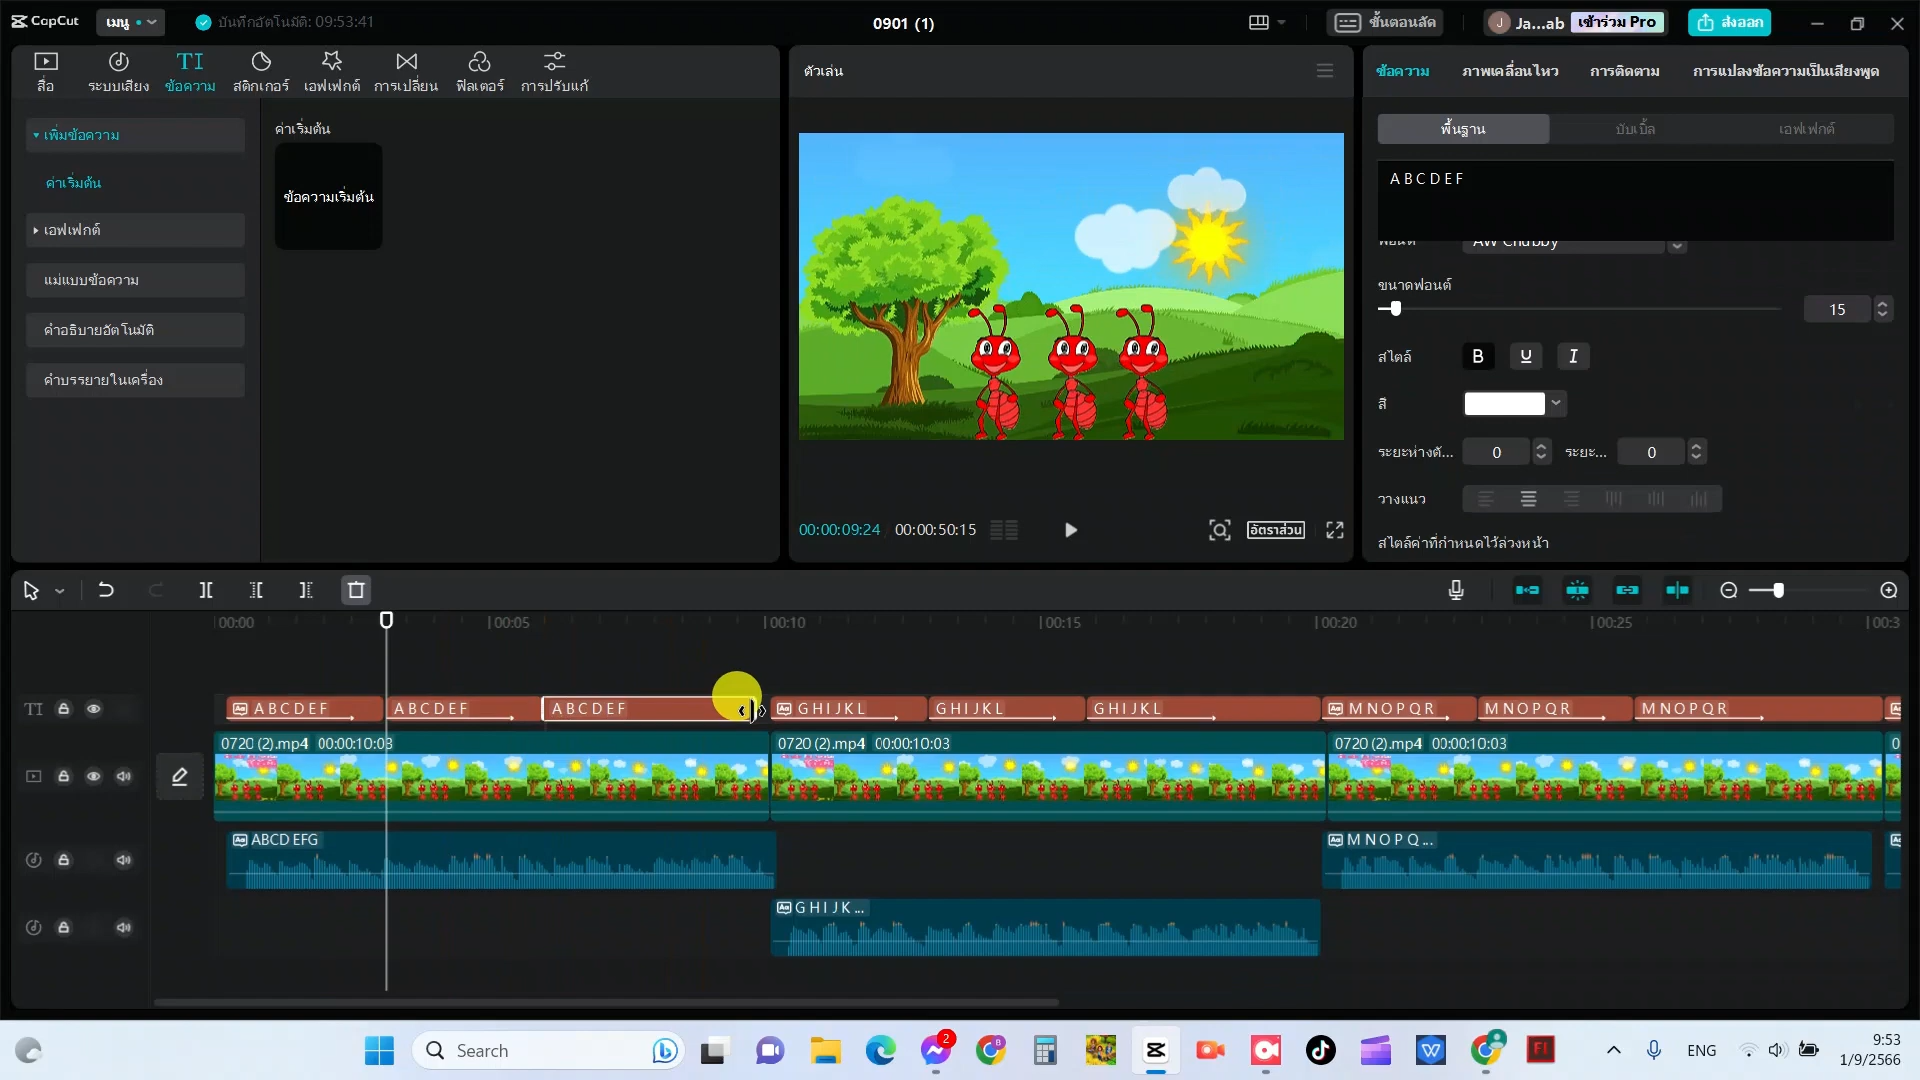 CapCut
เมนู
บันทึกอัตโนมัติ: 09:53:41
0901 (1)
ขั้นตอนลัด
J
Ja...ab
เข้าร่วม Pro
ส่งออก
สื่อ
ระบบเสียง
ข้อความ
สติกเกอร์
เอฟเฟกต์
การเปลี่ยน
ฟิลเตอร์
การปรับแก้
เพิ่มข้อความ
ค่าเริ่มต้น
เอฟเฟกต์
แม่แบบข้อความ
คำอธิบายอัตโนมัติ
คำบรรยายในเครื่อง
ค่าเริ่มต้น
ข้อความเริ่มต้น
ตัวเล่น
00:00:09:24
00:00:50:15
อัตราส่วน
ข้อความ
ภาพเคลื่อนไหว
การติดตาม
การแปลงข้อความเป็นเสียงพูด
พื้นฐาน
บับเบิ้ล
เอฟเฟกต์
A B C D E F
ฟอนต์
AW Chubby
ขนาดฟอนต์
15
สไตล์
B
U
I
สี
ระยะห่างตั...
0
ระยะ...
0
วางแนว
สไตล์ค่าที่กำหนดไว้ล่วงหน้า
00:00
00:05
00:10
00:15
00:20
00:25
00:3
TI
A B C D E F
A B C D E F
A B C D E F
G H I J K L
G H I J K L
G H I J K L
M N O P Q R
M N O P Q R
M N O P Q R
0720 (2).mp4 00:00:10:03
0720 (2).mp4 00:00:10:03
0720 (2).mp4 00:00:10:03
0
ABCD EFG
M N O P Q ...
G H I J K ...
Search
2
ENG
9:53
1/9/2566